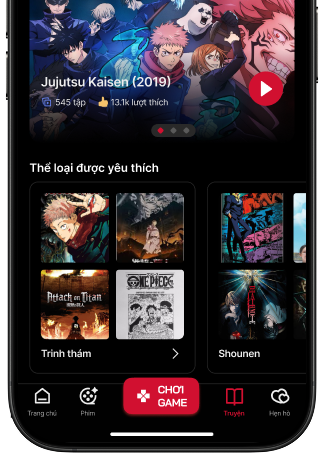 Jujutsu Kaisen (2019)
545 tập 13.1k lượt thích
Thể loại được yêu thích
Attack on Titan
ONE PIECE
Trinh thám
Shounen
Trang chủ
Phim
CHƠI
GAME
Truyện
Hẹn hò